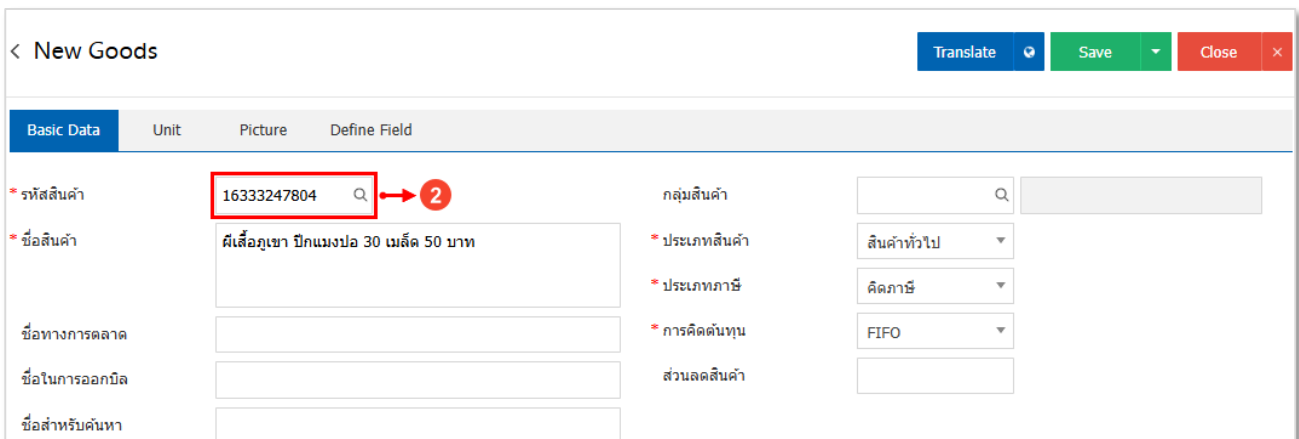 < New Goods Translate Save Close ×
Basic Data Unit Picture Define Field
* รหัสสินค้า 16333247804 2 กลุ่มสินค้า
* ชื่อสินค้า ผีเสื้อภูเขา ปีกแมงปอ 30 เมล็ด 50 บาท * ประเภทสินค้า สินค้าทั่วไป
* ประเภทภาษี คิดภาษี
ชื่อทางการตลาด * การคิดต้นทุน FIFO
ชื่อในการออกบิล ส่วนลดสินค้า
ชื่อสำหรับค้นหา